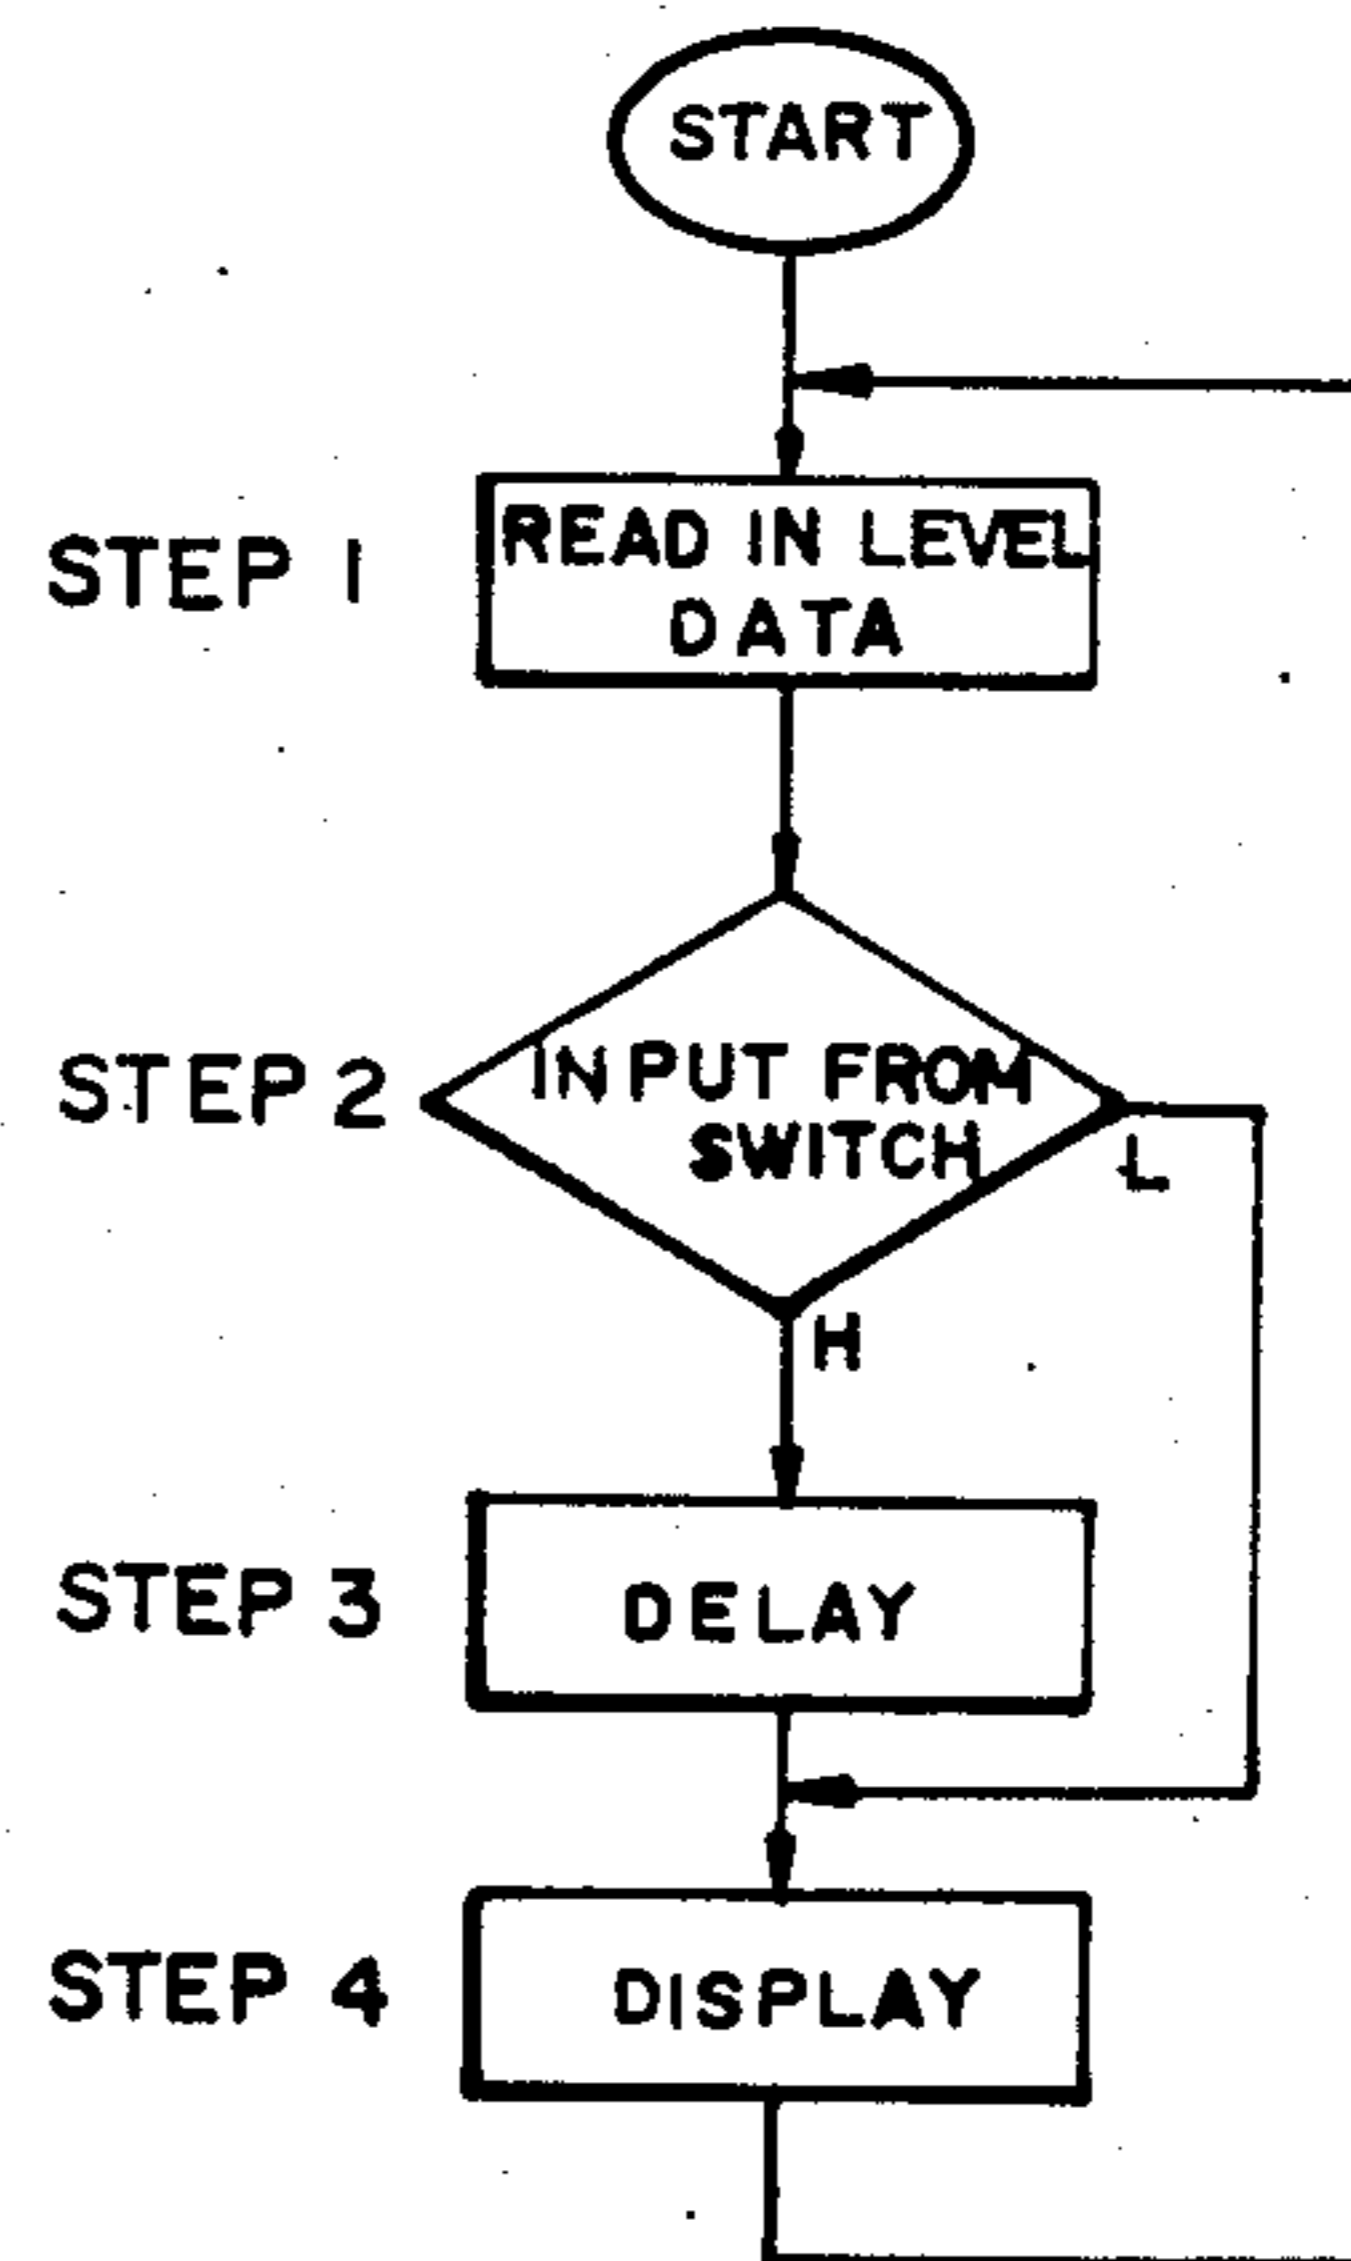 START
STEP 1
READ IN LEVEL
DATA
STEP 2
INPUT FROM
SWITCH
L
H
STEP 3
DELAY
STEP 4
DISPLAY